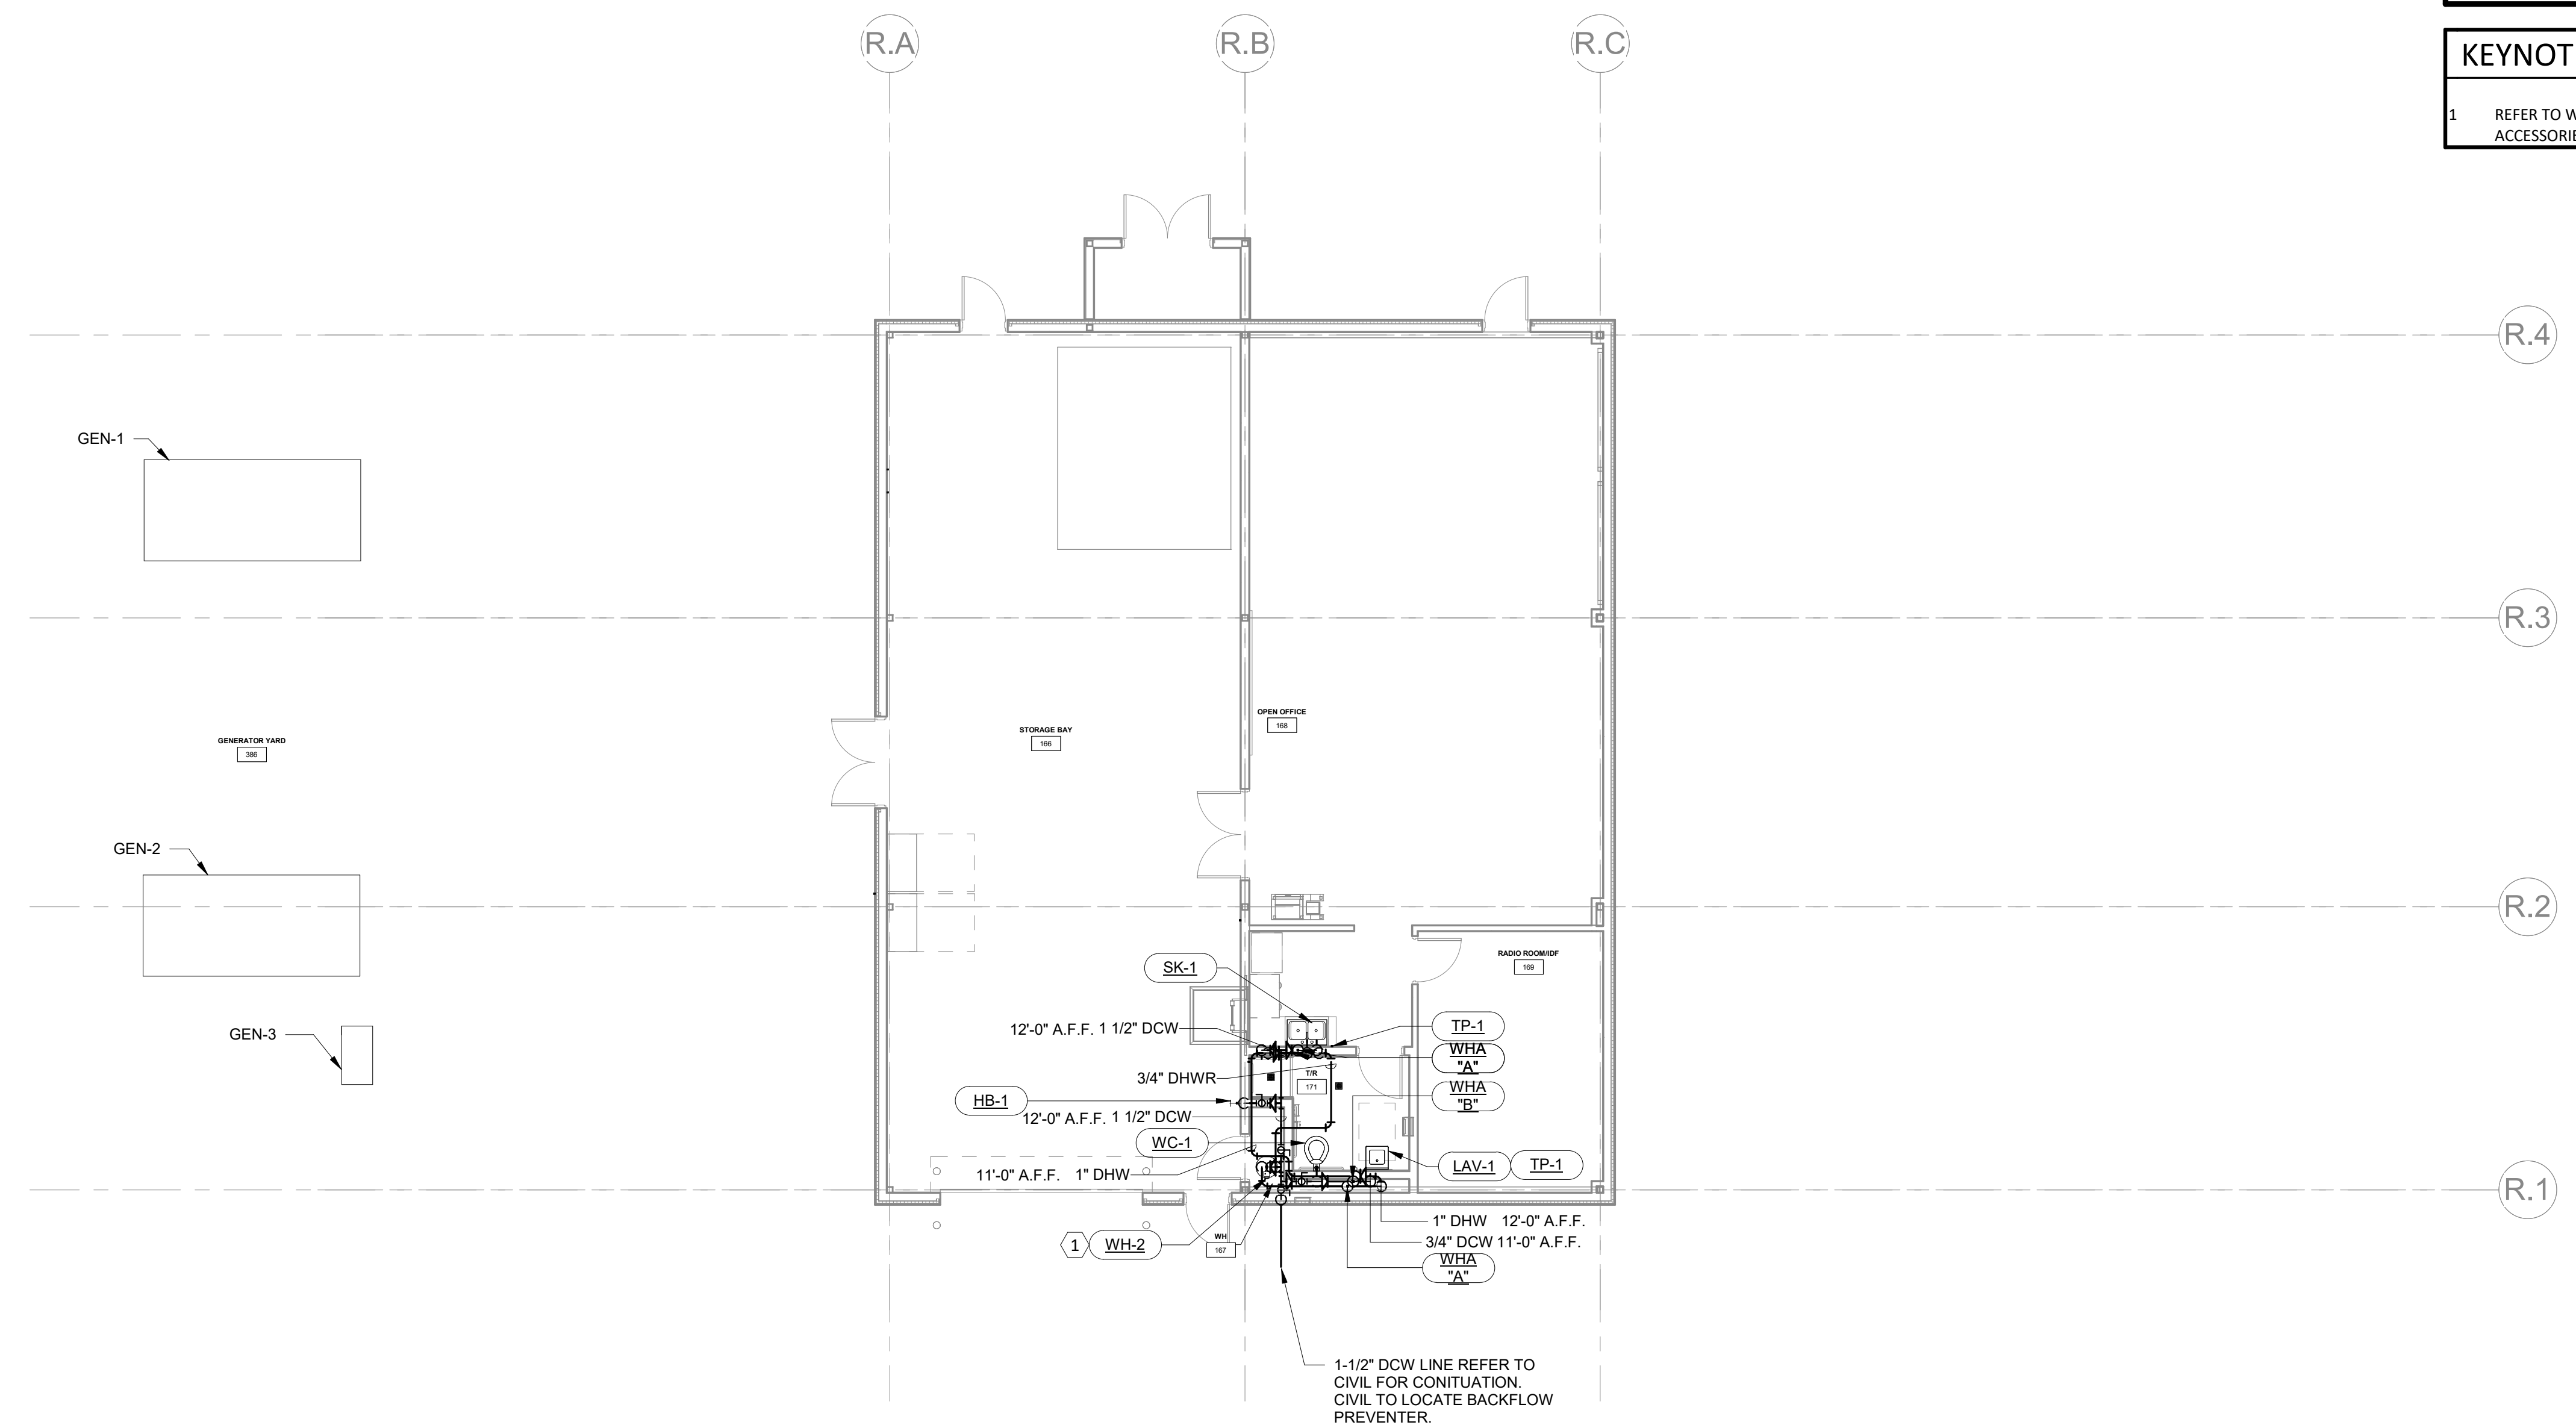 R.A
R.B
R.C
KEYNOT
1 REFER TO W
ACCESSORIE
R.4
GEN-1
R.3
OPEN OFFICE
168
STORAGE BAY
166
GENERATOR YARD
386
GEN-2
R.2
RADIO ROOM/IDF
169
SK-1
GEN-3
12'-0" A.F.F. 1 1/2" DCW
TP-1
WHA
"A"
3/4" DHWR
T/R
171
WHA
"B"
HB-1
12'-0" A.F.F. 1 1/2" DCW
WC-1
LAV-1
TP-1
11'-0" A.F.F. 1" DHW
R.1
1" DHW 12'-0" A.F.F.
3/4" DCW 11'-0" A.F.F.
1
WH-2
WH
167
WHA
"A"
1-1/2" DCW LINE REFER TO
CIVIL FOR CONITUATION.
CIVIL TO LOCATE BACKFLOW
PREVENTER.